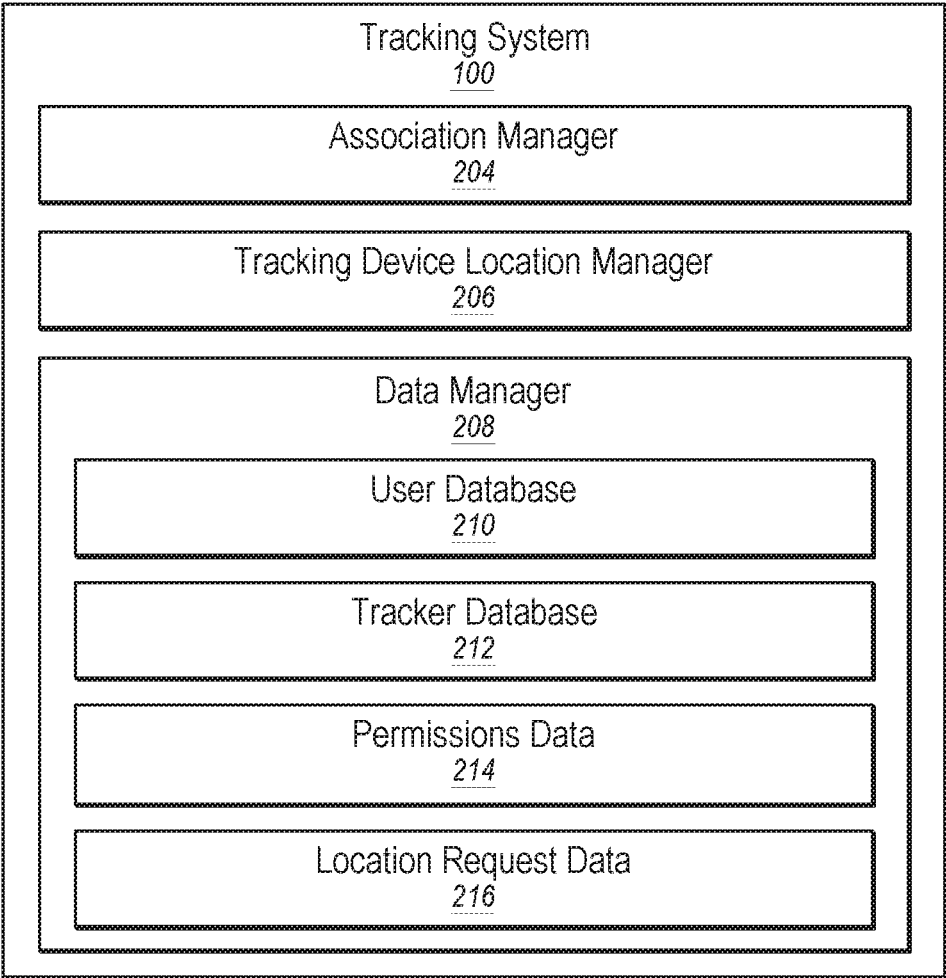 Tracking System
100
Association Manager
204
Tracking Device Location Manager
206
Data Manager
208
User Database
210
Tracker Database
212
Permissions Data
214
Location Request Data
216